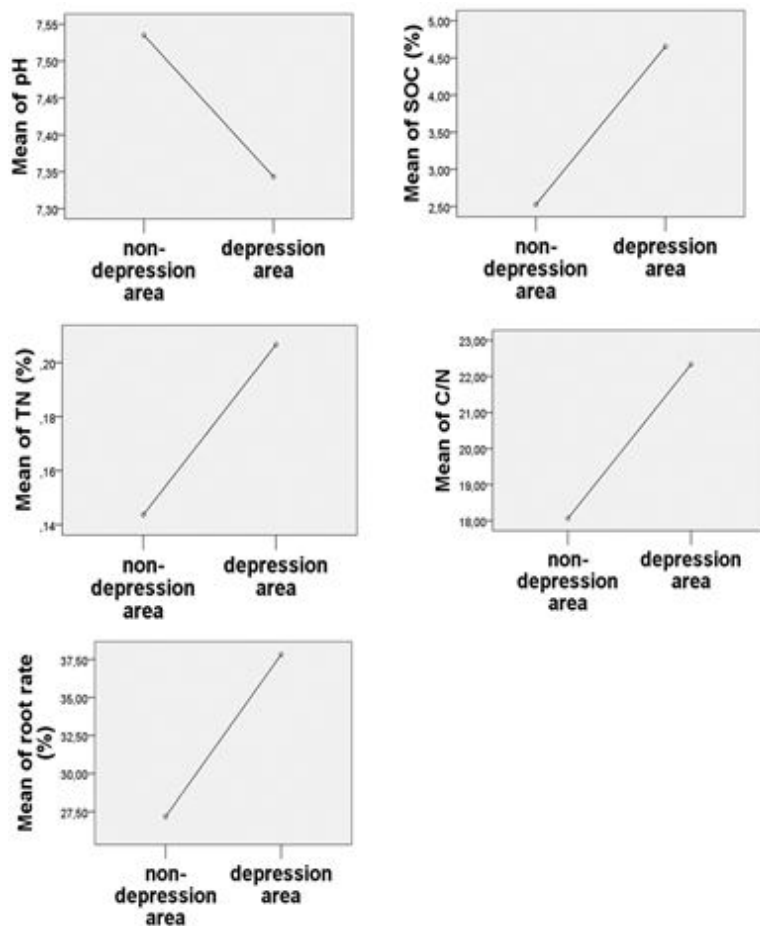 Mean of pH
7,55
7,50
7,45
7,40
7,35
7,30
non-
depression
area
depression
area
Mean of SOC (%)
5,00
4,50
4,00
3,50
3,00
2,50
non-
depression
area
depression
area
Mean of TN (%)
,20
,18
,16
,14
non-
depression
area
depression
area
Mean of C/N
23,00
22,00
21,00
20,00
19,00
18,00
non-
depression
area
depression
area
Mean of root rate
(%)
37,50
35,00
32,50
30,00
27,50
non-
depression
area
depression
area